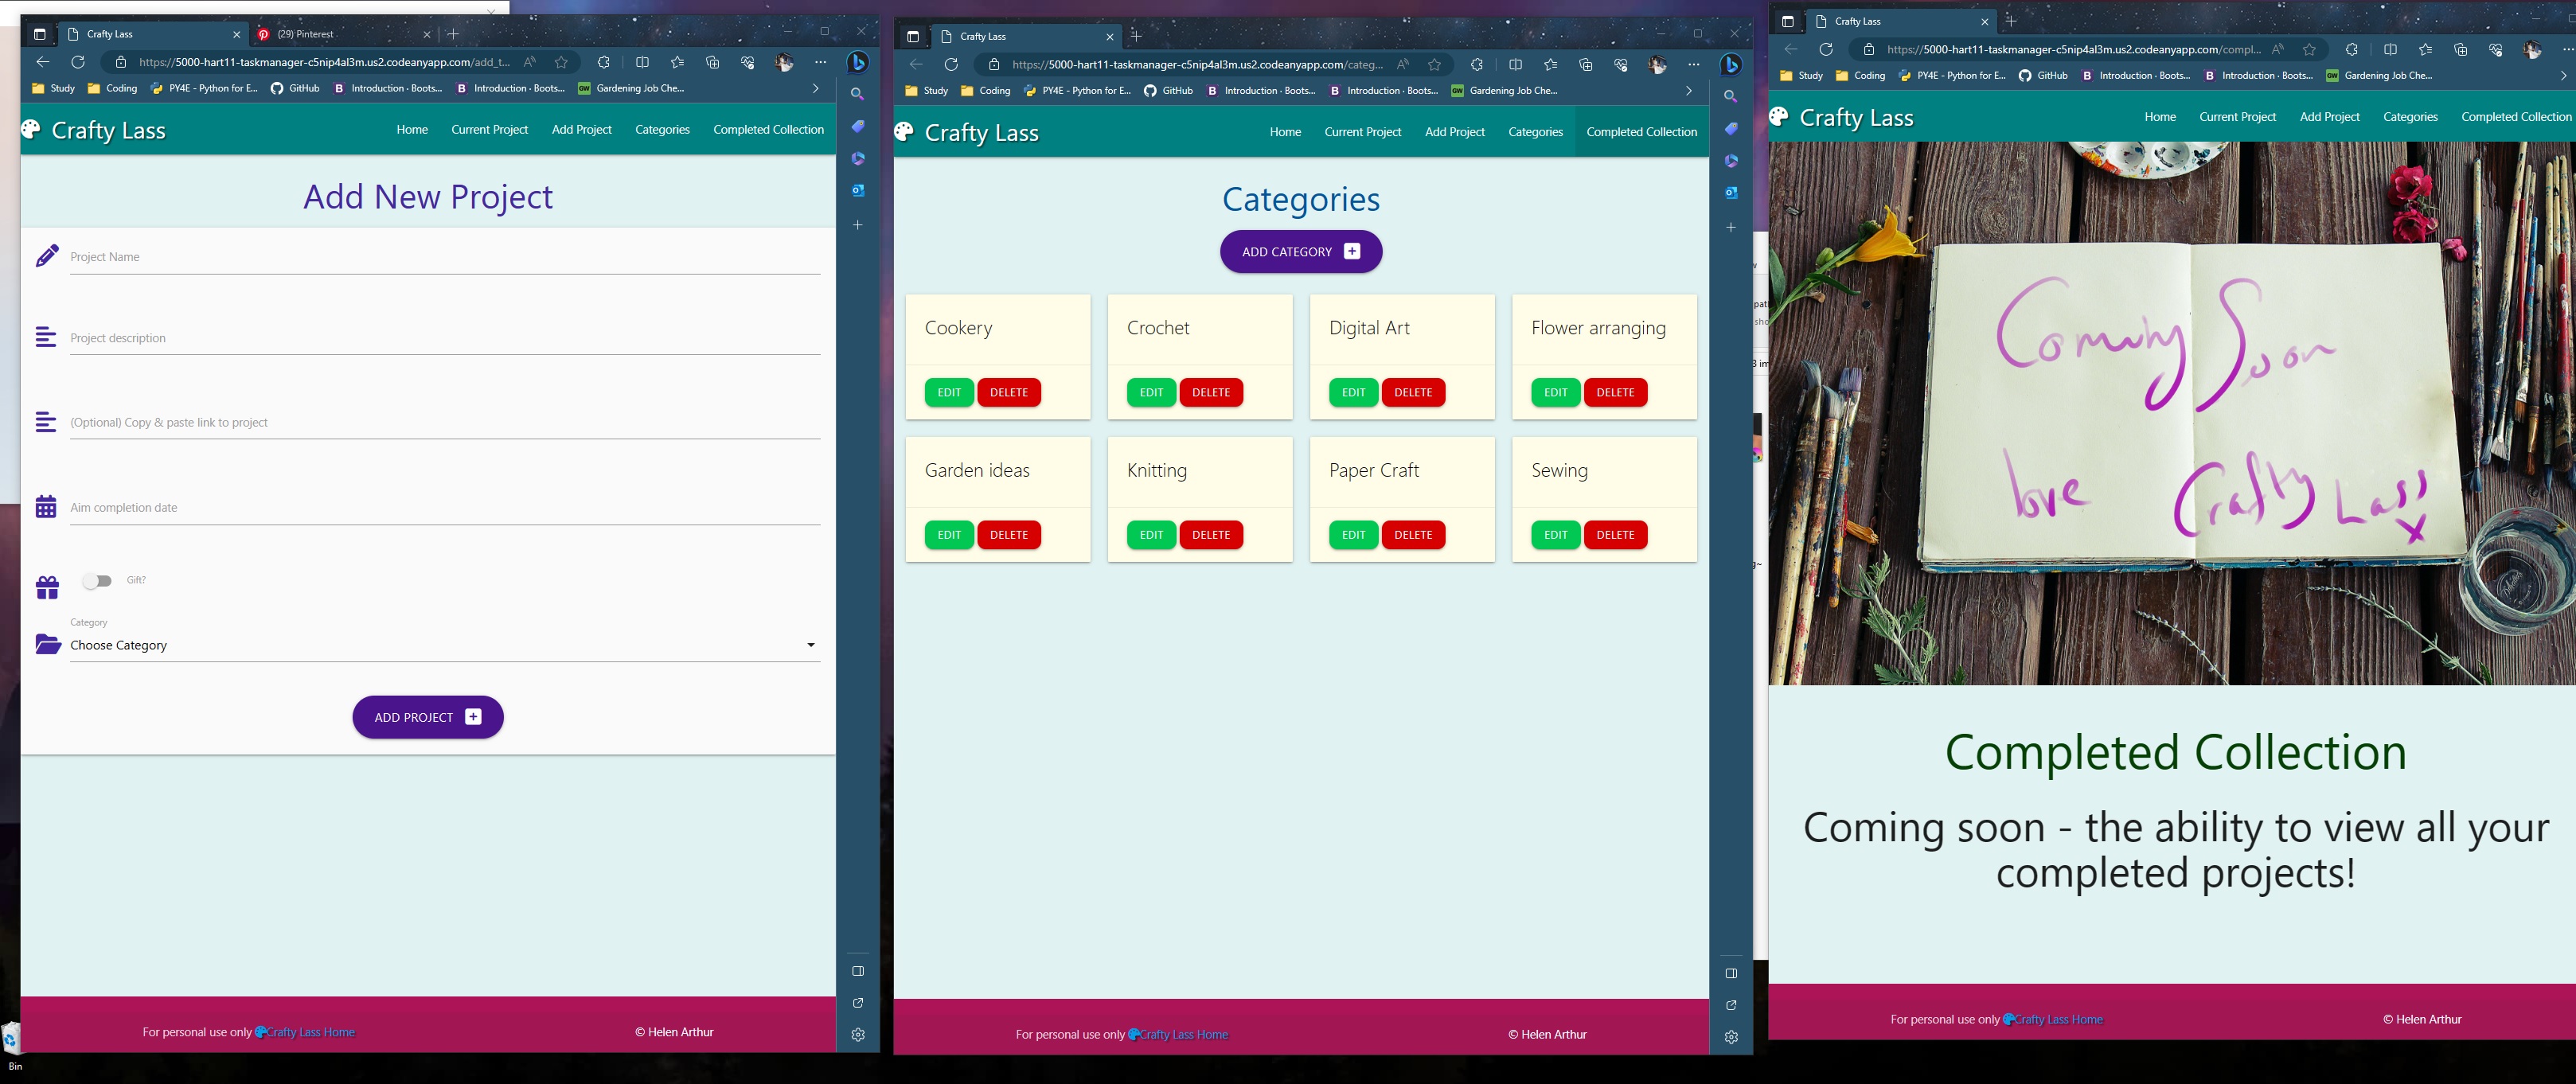 Crafty Lass
(29) Pinterest
https://5000-hart11-taskmanager-c5nip4al3m.us2.codeanyapp.com/add_t...
Study
Coding
PY4E - Python for E...
GitHub
Introduction · Boots...
Introduction · Boots...
Gardening Job Che...
Crafty Lass
Home
Current Project
Add Project
Categories
Completed Collection
Add New Project
Project Name
Project description
(Optional) Copy & paste link to project
Aim completion date
Gift?
Category
Choose Category
ADD PROJECT
For personal use only Crafty Lass Home
© Helen Arthur
Bin
Crafty Lass
https://5000-hart11-taskmanager-c5nip4al3m.us2.codeanyapp.com/categ...
Study
Coding
PY4E - Python for E...
GitHub
Introduction · Boots...
Introduction · Boots...
Gardening Job Che...
Crafty Lass
Home
Current Project
Add Project
Categories
Completed Collection
Categories
ADD CATEGORY
Cookery
EDIT DELETE
Crochet
EDIT DELETE
Digital Art
EDIT DELETE
Flower arranging
EDIT DELETE
Garden ideas
EDIT DELETE
Knitting
EDIT DELETE
Paper Craft
EDIT DELETE
Sewing
EDIT DELETE
For personal use only Crafty Lass Home
© Helen Arthur
Crafty Lass
https://5000-hart11-taskmanager-c5nip4al3m.us2.codeanyapp.com/compl...
Study
Coding
PY4E - Python for E...
GitHub
Introduction · Boots...
Introduction · Boots...
Gardening Job Che...
Crafty Lass
Home
Current Project
Add Project
Categories
Completed Collection
Coming Soon
love Crafty Lass
x
Completed Collection
Coming soon - the ability to view all your
completed projects!
For personal use only Crafty Lass Home
© Helen Arthur